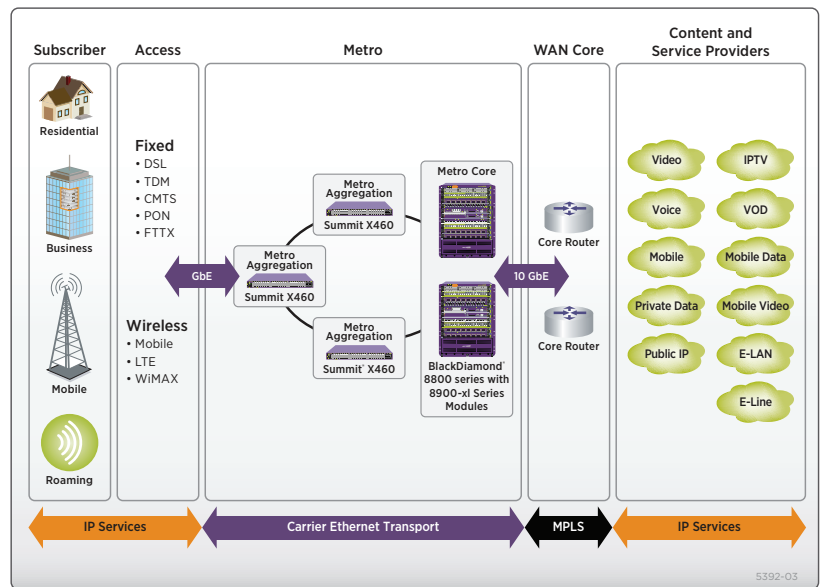 Subscriber
Access
Metro
WAN Core
Content and
Service Providers
Residential
Business
Mobile
Roaming
Fixed
• DSL
• TDM
• CMTS
• PON
• FTTX
Wireless
• Mobile
• LTE
• WiMAX
GbE
Metro
Aggregation
Summit X460
Metro
Aggregation
Summit X460
Metro
Aggregation
Summit® X460
Metro Core
BlackDiamond®
8800 series with
8900-xl Series
Modules
10 GbE
Core Router
Core Router
Video
IPTV
Voice
VOD
Mobile
Mobile Data
Private Data
Mobile Video
Public IP
E-LAN
E-Line
IP Services
Carrier Ethernet Transport
MPLS
IP Services
5392-03